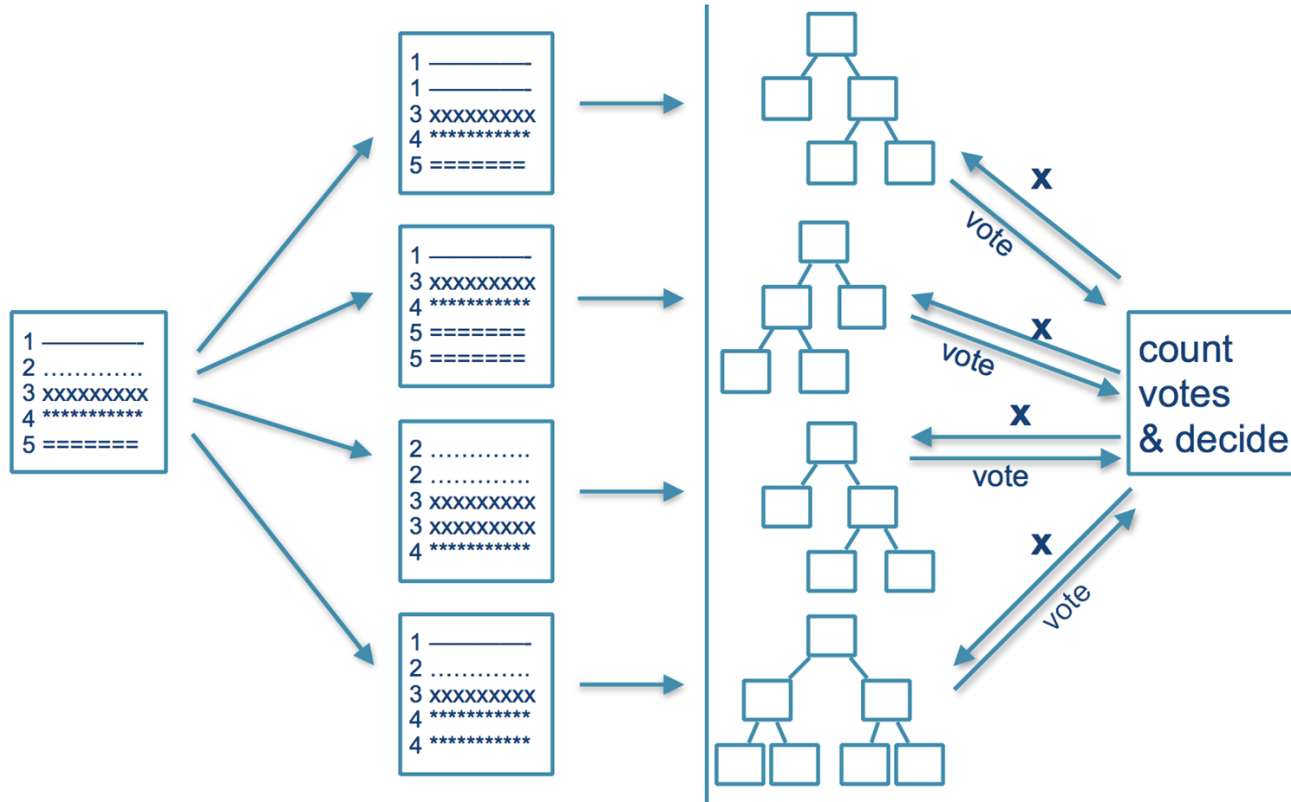 1 ————————-
2 .............
3 xxxxxxxxx
4 ***********
5 =======
1 ————————-
1 ————————-
3 xxxxxxxxx
4 ***********
5 =======
1 ————————-
3 xxxxxxxxx
4 ***********
5 =======
5 =======
2 .............
2 .............
3 xxxxxxxxx
3 xxxxxxxxx
4 ***********
1 ————————-
2 .............
3 xxxxxxxxx
4 ***********
4 ***********
x
vote
x
vote
x
vote
x
vote
count
votes
& decide